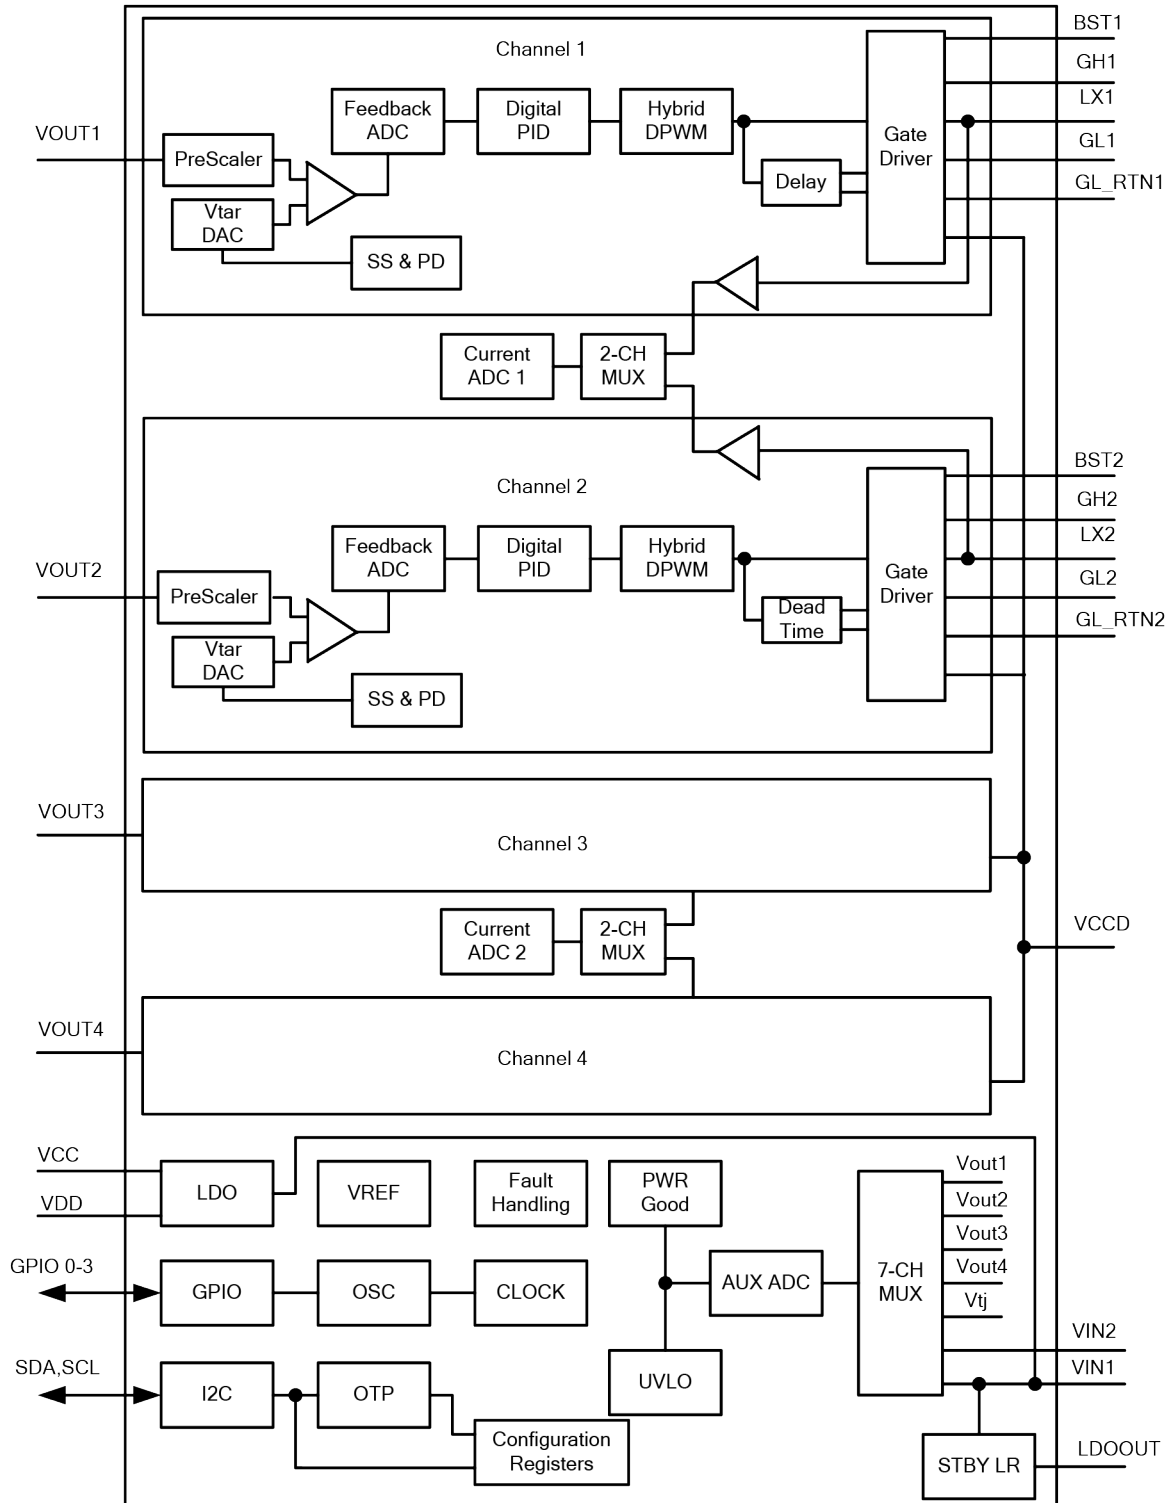 BST1
Channel 1
GH1
LX1
Feedback
ADC
Digital
PID
Hybrid
DPWM
VOUT1
Gate
Driver
GL1
PreScaler
Delay
GL_RTN1
Vtar
DAC
SS & PD
Current
ADC 1
2-CH
MUX
BST2
Channel 2
GH2
LX2
Feedback
ADC
Digital
PID
Hybrid
DPWM
VOUT2
Gate
Driver
GL2
PreScaler
Dead
Time
GL_RTN2
Vtar
DAC
SS & PD
VOUT3
Channel 3
Current
ADC 2
2-CH
MUX
VCCD
VOUT4
Channel 4
VCC
VDD
LDO
VREF
Fault
Handling
PWR
Good
Vout1
Vout2
Vout3
Vout4
Vtj
GPIO 0-3
GPIO
OSC
CLOCK
AUX ADC
7-CH
MUX
VIN2
VIN1
SDA,SCL
I2C
OTP
UVLO
Configuration
Registers
STBY LR
LDOOUT